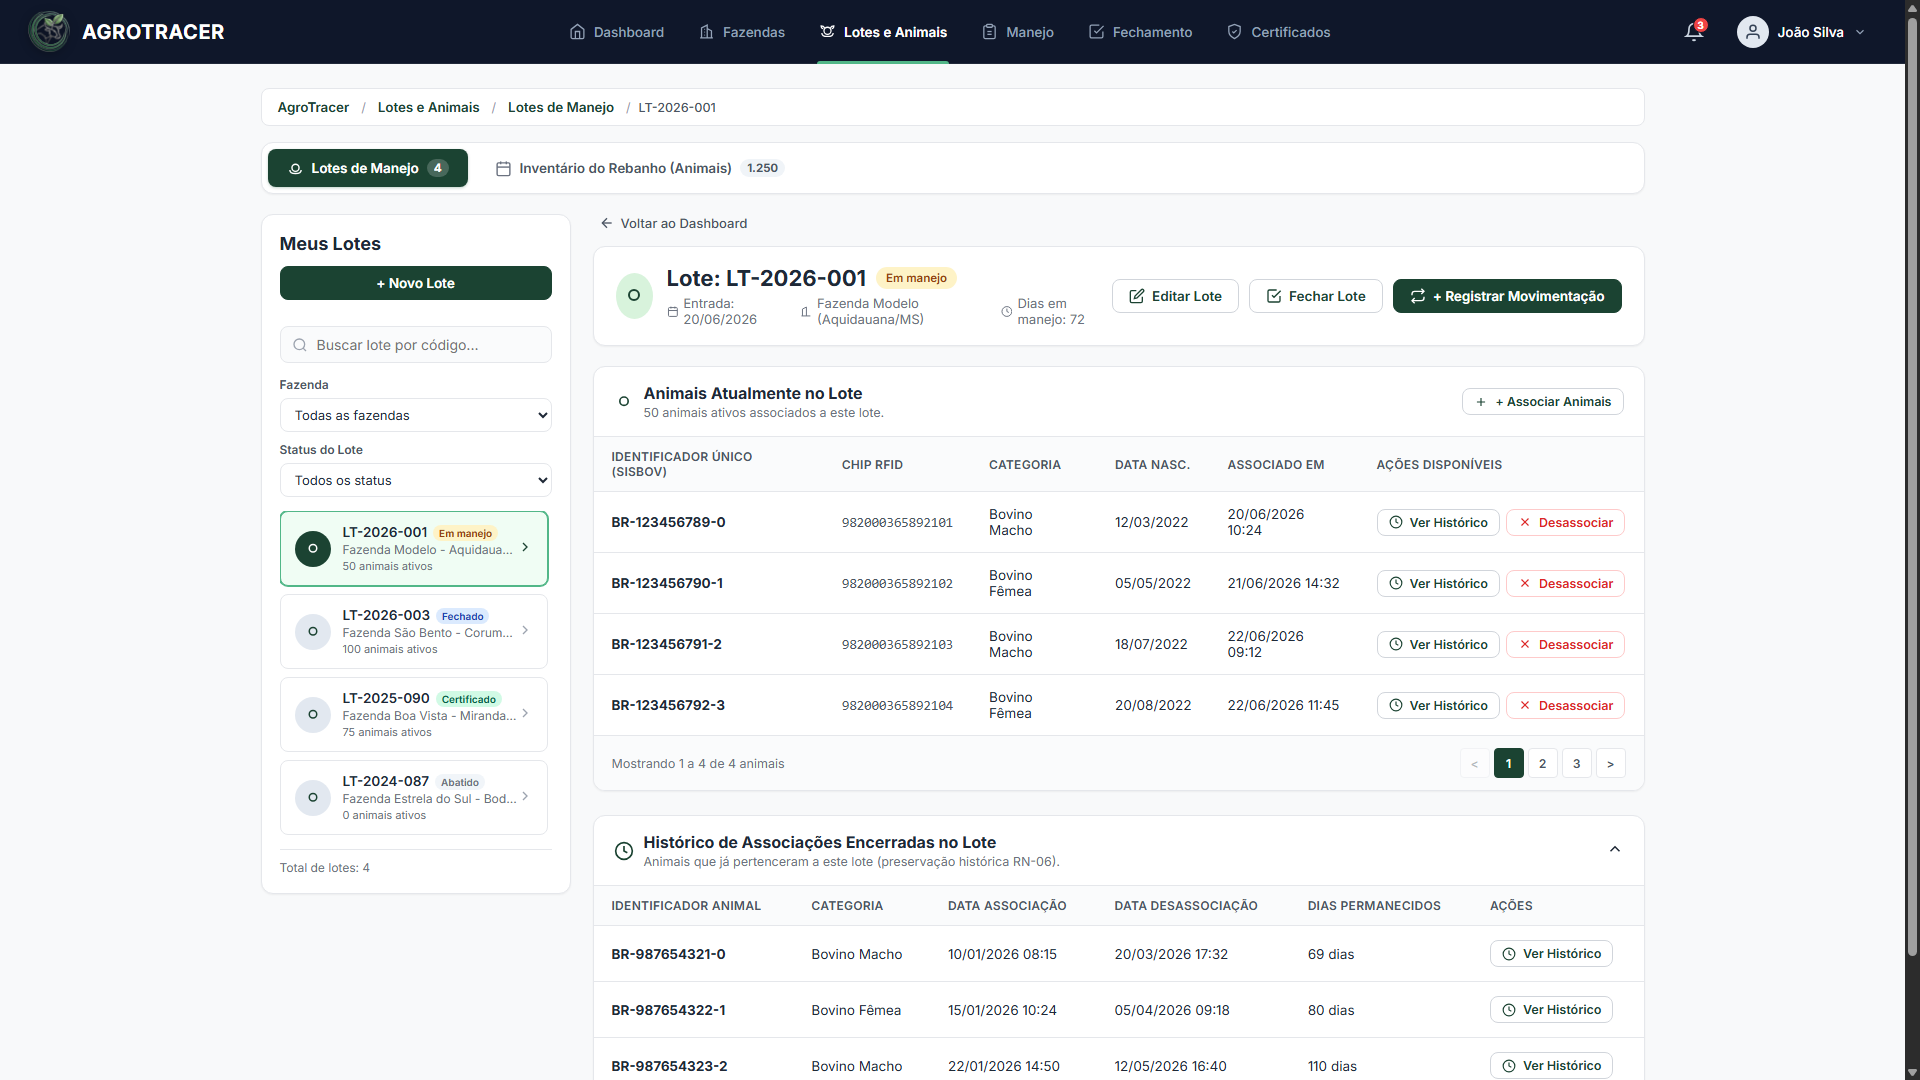 AGROTRACER
Dashboard
Fazendas
Lotes e Animais
Manejo
Fechamento
Certificados
3
João Silva
AgroTracer / Lotes e Animais / Lotes de Manejo / LT-2026-001
Lotes de Manejo 4
Inventário do Rebanho (Animais) 1.250
Meus Lotes
+ Novo Lote
Buscar lote por código...
Fazenda
Todas as fazendas
Status do Lote
Todos os status
LT-2026-001 Em manejo
Fazenda Modelo - Aquidaua...
50 animais ativos
LT-2026-003 Fechado
Fazenda São Bento - Corum...
100 animais ativos
LT-2025-090 Certificado
Fazenda Boa Vista - Miranda...
75 animais ativos
LT-2024-087 Abatido
Fazenda Estrela do Sul - Bod...
0 animais ativos
Total de lotes: 4
Voltar ao Dashboard
Lote: LT-2026-001 Em manejo
Entrada:
20/06/2026
Fazenda Modelo
(Aquidauana/MS)
Dias em
manejo: 72
Editar Lote
Fechar Lote
+ Registrar Movimentação
Animais Atualmente no Lote
50 animais ativos associados a este lote.
+ + Associar Animais
IDENTIFICADOR ÚNICO
(SISBOV)
CHIP RFID
CATEGORIA
DATA NASC.
ASSOCIADO EM
AÇÕES DISPONÍVEIS
BR-123456789-0
982000365892101
Bovino
Macho
12/03/2022
20/06/2026
10:24
Ver Histórico
Desassociar
BR-123456790-1
982000365892102
Bovino
Fêmea
05/05/2022
21/06/2026 14:32
Ver Histórico
Desassociar
BR-123456791-2
982000365892103
Bovino
Macho
18/07/2022
22/06/2026
09:12
Ver Histórico
Desassociar
BR-123456792-3
982000365892104
Bovino
Fêmea
20/08/2022
22/06/2026 11:45
Ver Histórico
Desassociar
Mostrando 1 a 4 de 4 animais
< 1 2 3 >
Histórico de Associações Encerradas no Lote
Animais que já pertenceram a este lote (preservação histórica RN-06).
IDENTIFICADOR ANIMAL CATEGORIA DATA ASSOCIAÇÃO DATA DESASSOCIAÇÃO DIAS PERMANECIDOS AÇÕES
BR-987654321-0 Bovino Macho 10/01/2026 08:15 20/03/2026 17:32 69 dias Ver Histórico
BR-987654322-1 Bovino Fêmea 15/01/2026 10:24 05/04/2026 09:18 80 dias Ver Histórico
BR-987654323-2 Bovino Macho 22/01/2026 14:50 12/05/2026 16:40 110 dias Ver Histórico